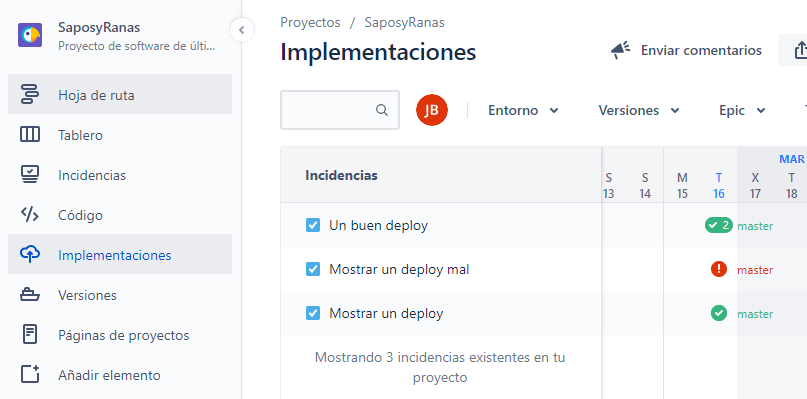 SaposyRanas
Proyecto de software de últi...
Hoja de ruta
Tablero
Incidencias
Código
Implementaciones
Versiones
Páginas de proyectos
Añadir elemento
Proyectos / SaposyRanas
Implementaciones
Enviar comentarios
JB
Entorno
Versiones
Epic
Incidencias
MAR
S S M T X T
13 14 15 16 17 18
Un buen deploy
2 master
Mostrar un deploy mal
master
Mostrar un deploy
master
Mostrando 3 incidencias existentes en tu
proyecto